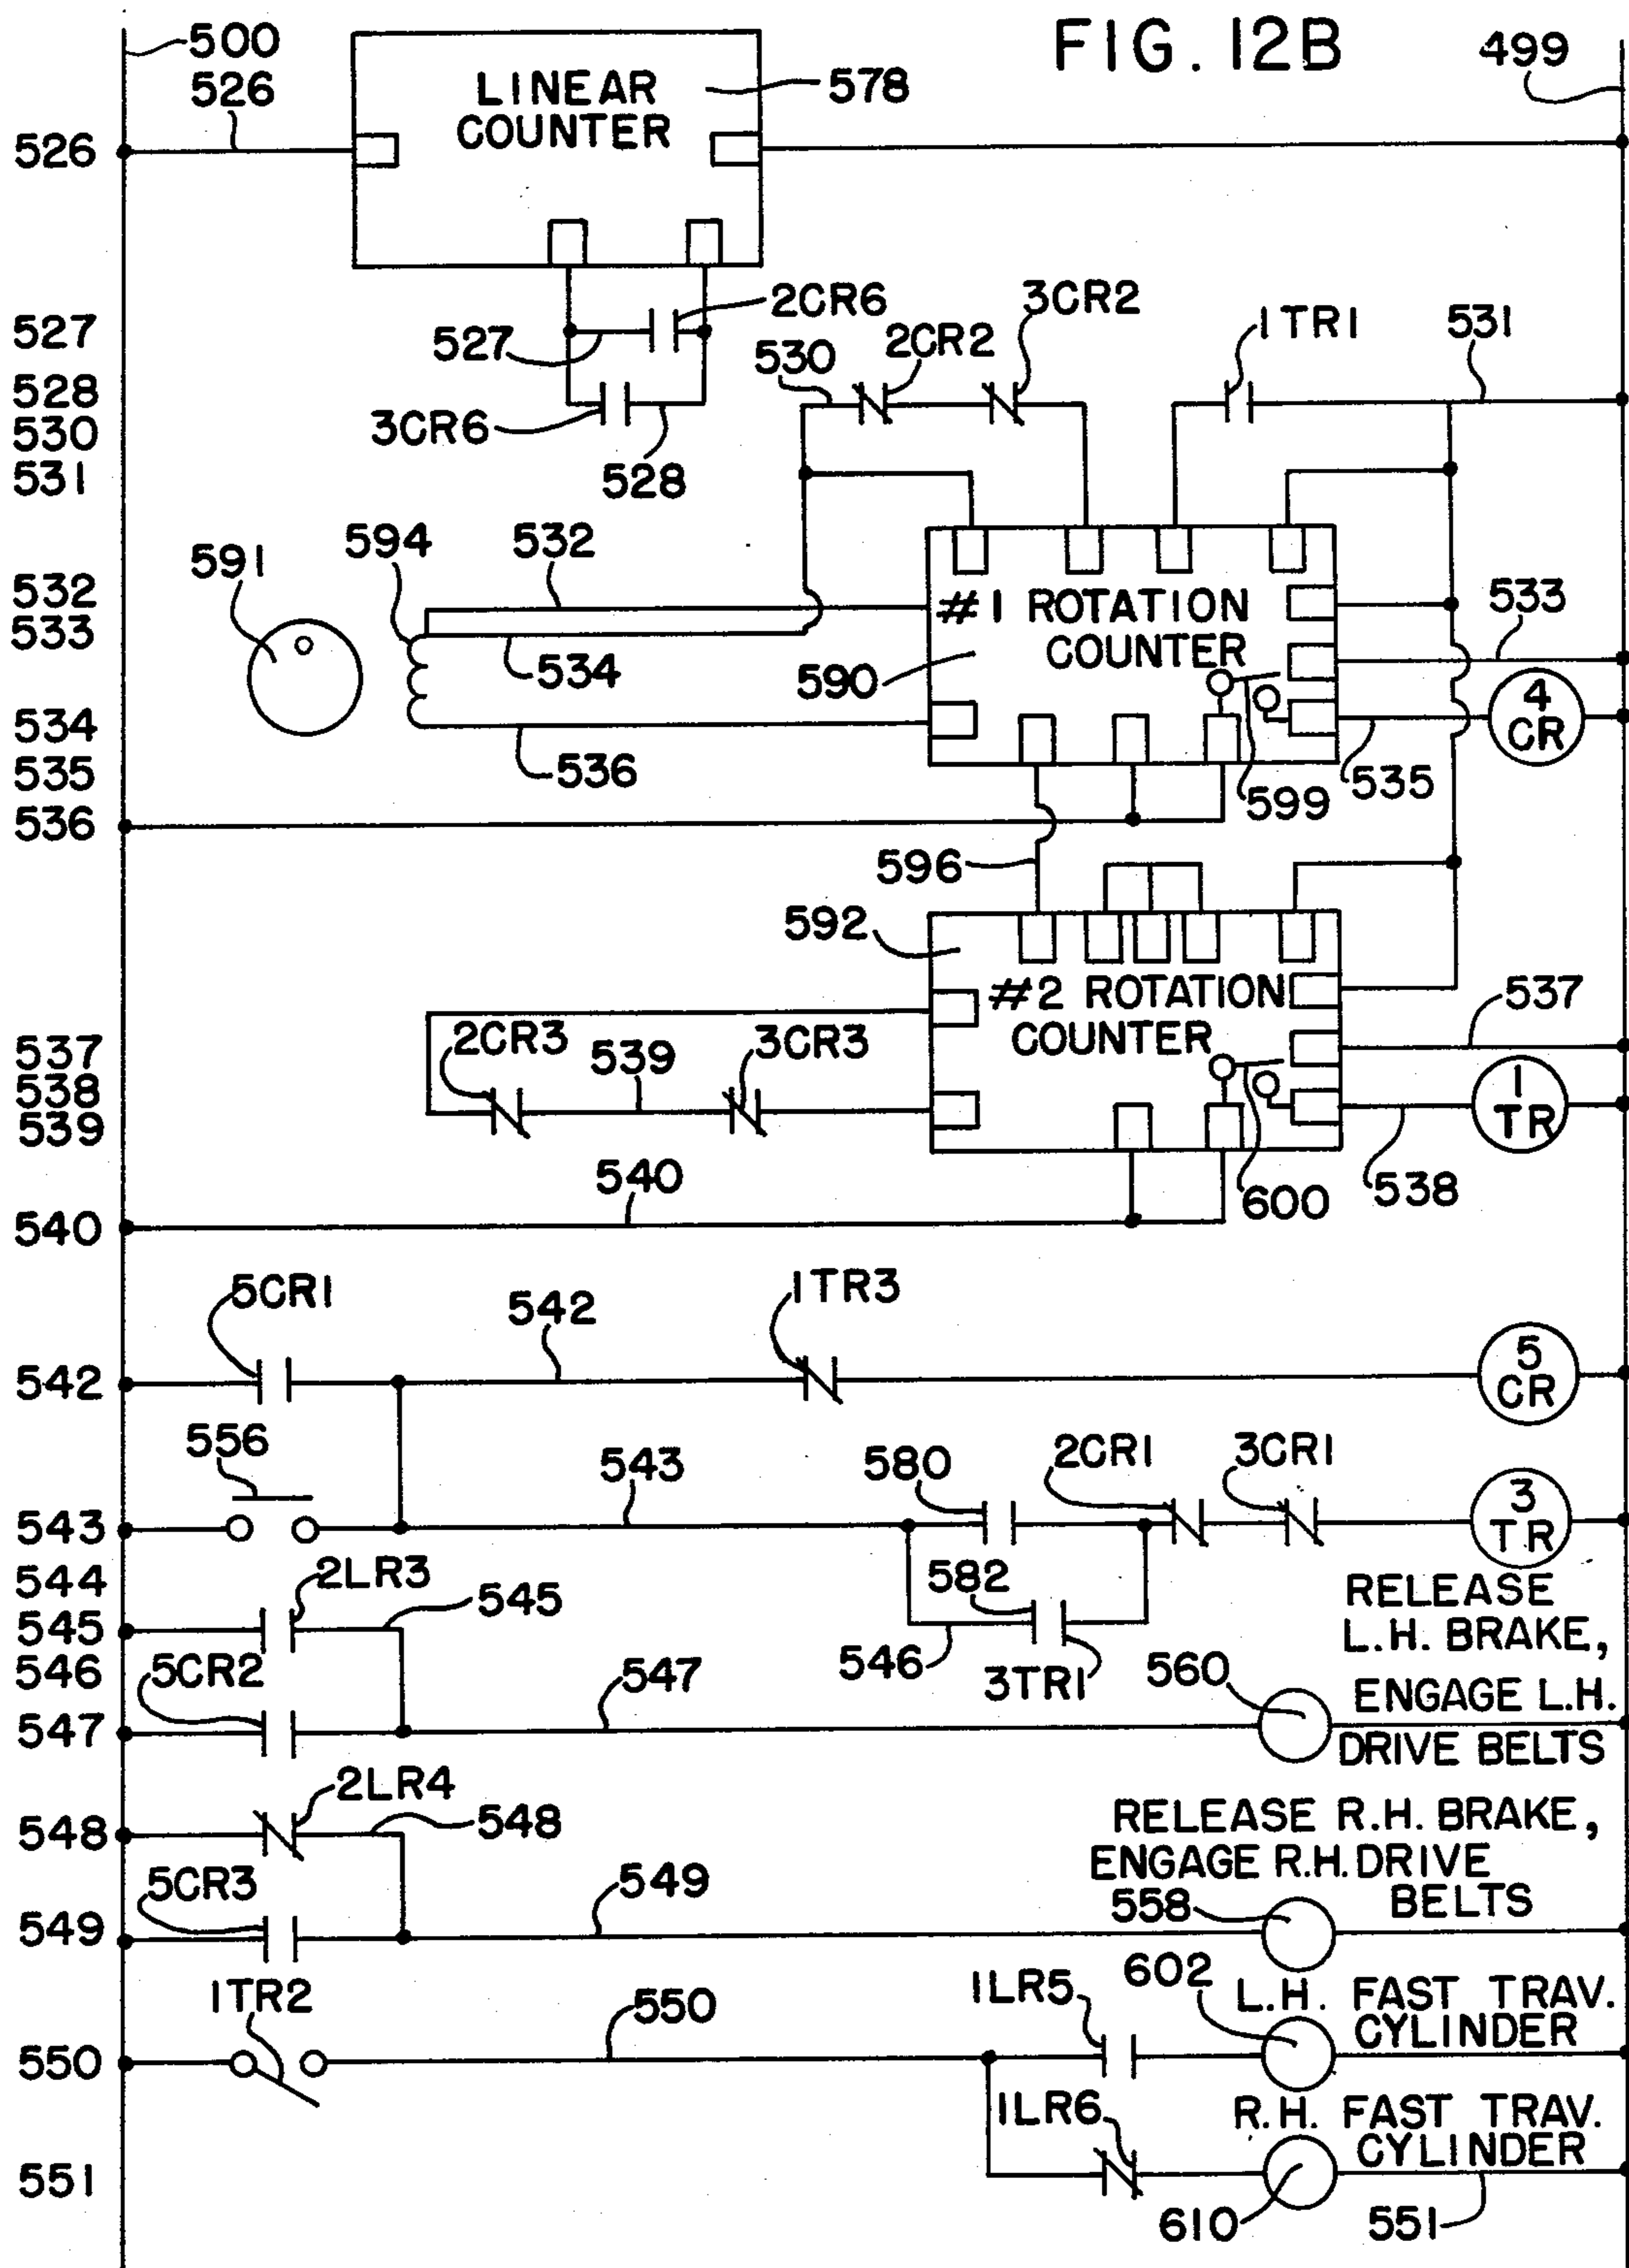 FIG. 12B
500
499
526
578
LINEAR
COUNTER
526
2CR6
3CR2
1TR1
531
527
527
530
2CR2
528
3CR6
530
528
531
594
532
591
532
#1 ROTATION
COUNTER
533
533
534
590
4
CR
534
536
599
535
535
536
596
592
#2 ROTATION
COUNTER
537
2CR3
539
3CR3
537
538
1
TR
539
540
600
538
540
5CR1
542
1TR3
542
5
CR
556
543
580
2CR1
3CR1
543
3
TR
544
2LR3
545
582
RELEASE
L.H. BRAKE,
545
546
5CR2
547
546
3TR1
560
ENGAGE L.H.
DRIVE BELTS
547
2LR4
548
548
RELEASE R.H. BRAKE,
ENGAGE R.H. DRIVE
BELTS
5CR3
549
558
549
1TR2
550
1LR5
602
L.H. FAST TRAV.
CYLINDER
550
1LR6
R.H. FAST TRAV.
CYLINDER
551
610
551